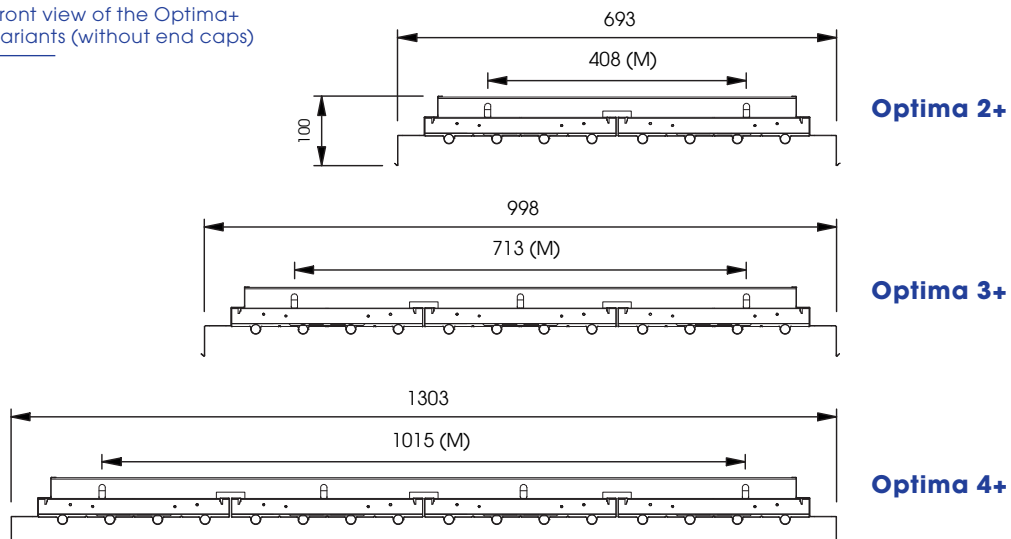 ront view of the Optima+
ariants (without end caps)
693
408 (M)
100
Optima 2+
998
713 (M)
Optima 3+
1303
1015 (M)
Optima 4+